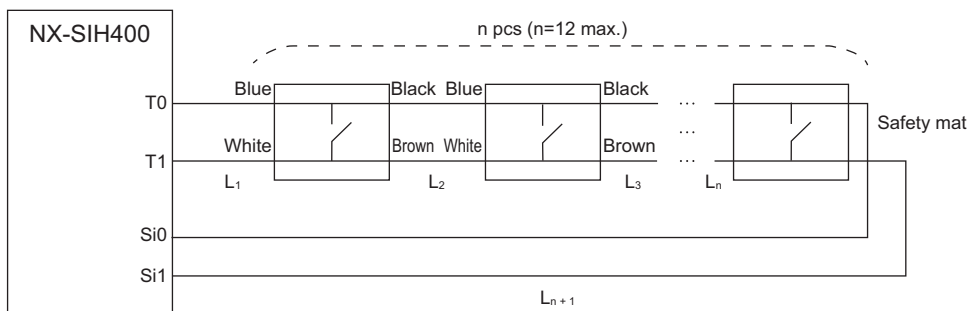 NX-SIH400
n pcs (n=12 max.)
Blue Black Blue Black
T0
Safety mat
White Brown White Brown
T1
L1 L2 L3 Ln
Si0
Si1
Ln + 1